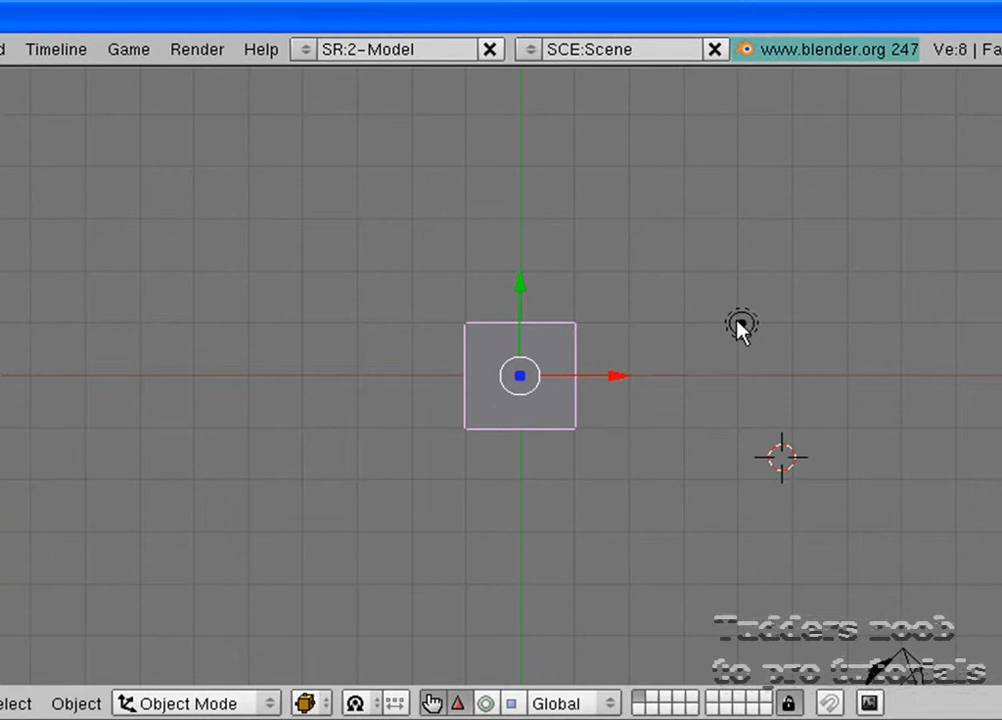 Timeline Game Render Help SR:2-Model SCE:Scene www.blender.org 247 Ve:8 | Fa
Tadders noob
to pro tutorials
elect Object Object Mode Global